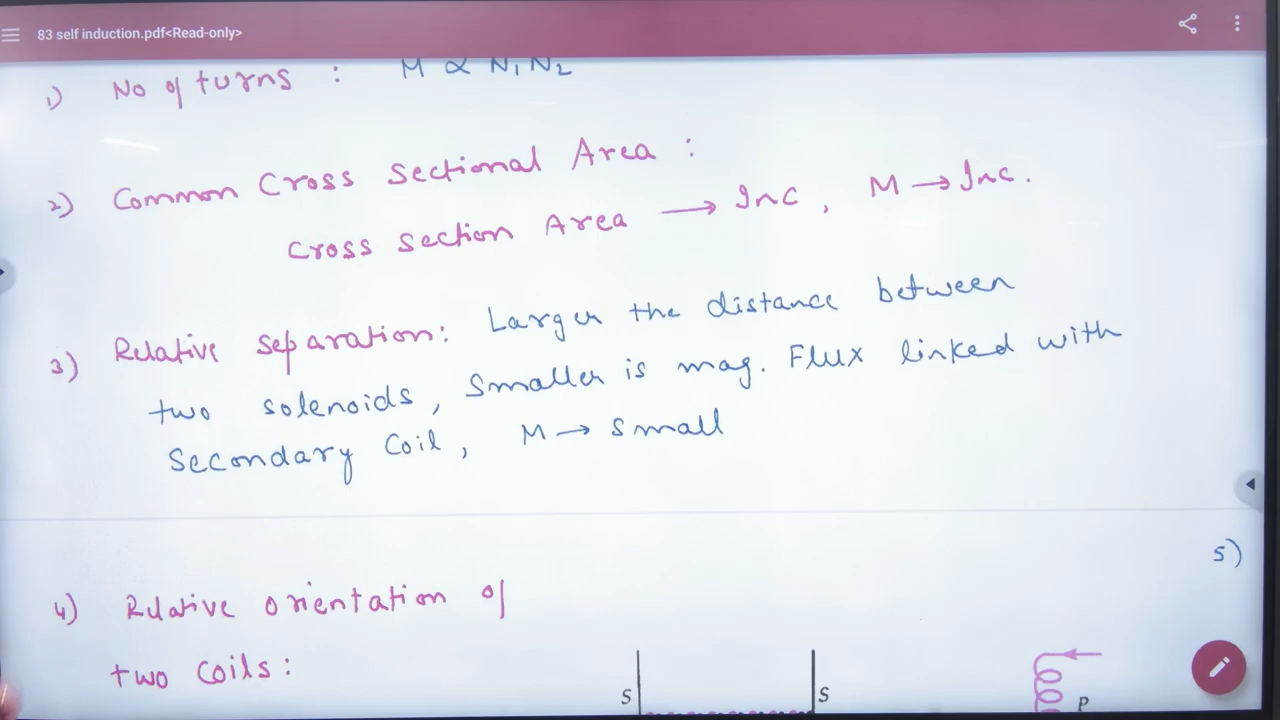 83 self induction.pdf<Read-only>
1) No of turns : M ∝ N₁ N₂
2) Common Cross Sectional Area :
Cross section Area → Inc , M → Inc.
3) Relative separation: Larger the distance between
two solenoids, smaller is mag. Flux linked with
Secondary Coil, M → small
5)
4) Relative orientation of
two coils:
S S P